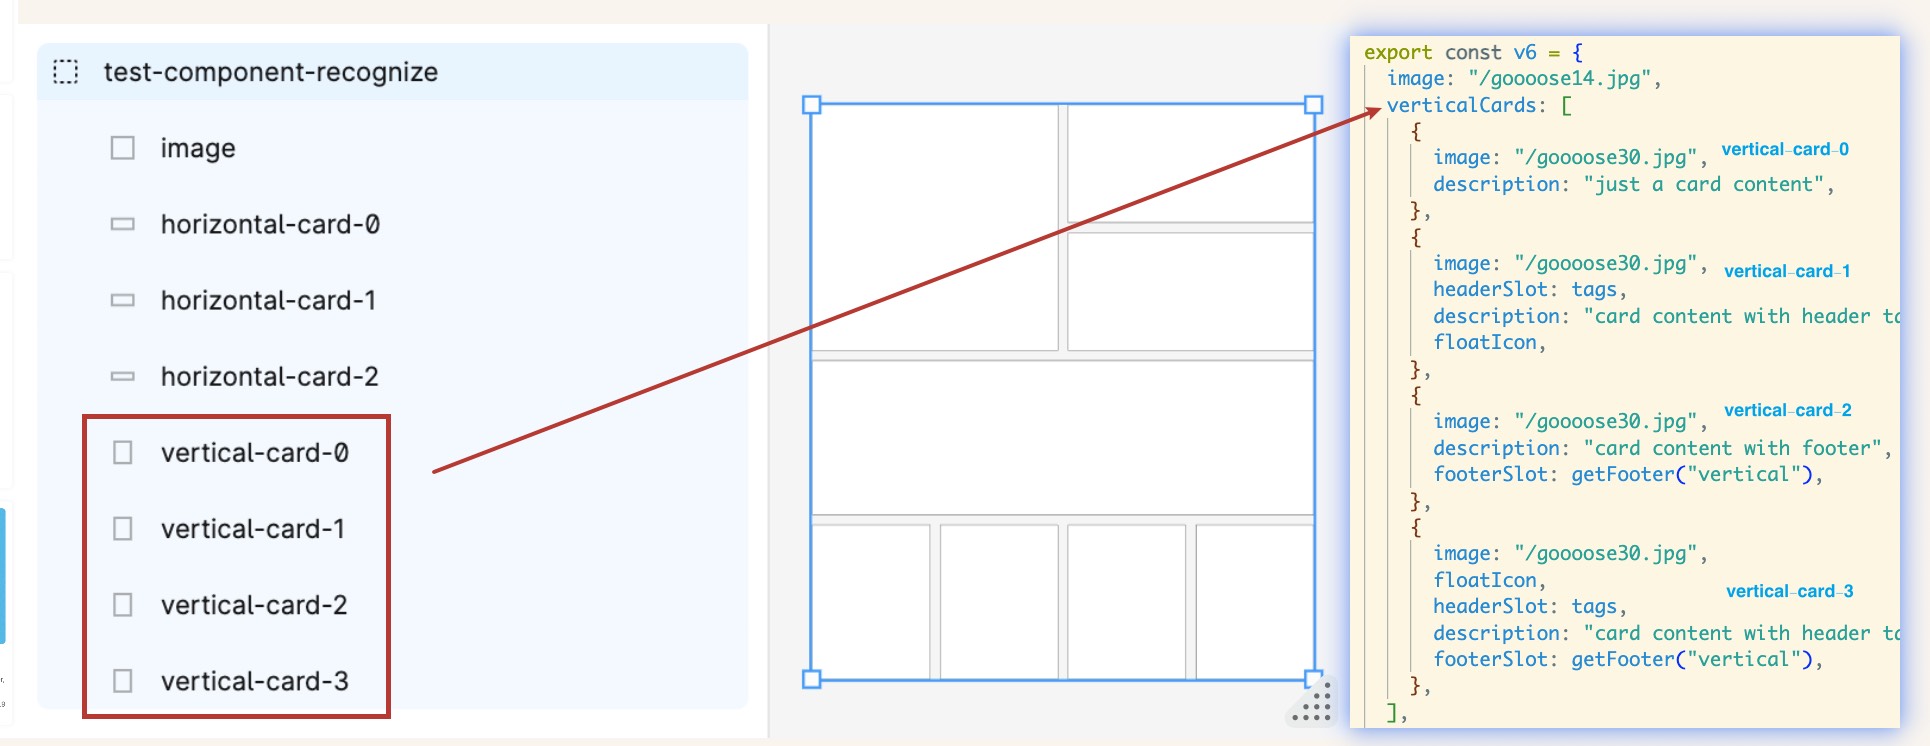 test-component-recognize
image
horizontal-card-0
horizontal-card-1
horizontal-card-2
vertical-card-0
vertical-card-1
vertical-card-2
vertical-card-3
export const v6 = {
image: "/goooose14.jpg",
verticalCards: [
{
image: "/goooose30.jpg", vertical-card-0
description: "just a card content",
},
{
image: "/goooose30.jpg", vertical-card-1
headerSlot: tags,
description: "card content with header ta
floatIcon,
},
{
image: "/goooose30.jpg", vertical-card-2
description: "card content with footer",
footerSlot: getFooter("vertical"),
},
{
image: "/goooose30.jpg",
floatIcon,
vertical-card-3
headerSlot: tags,
description: "card content with header ta
footerSlot: getFooter("vertical"),
},
],